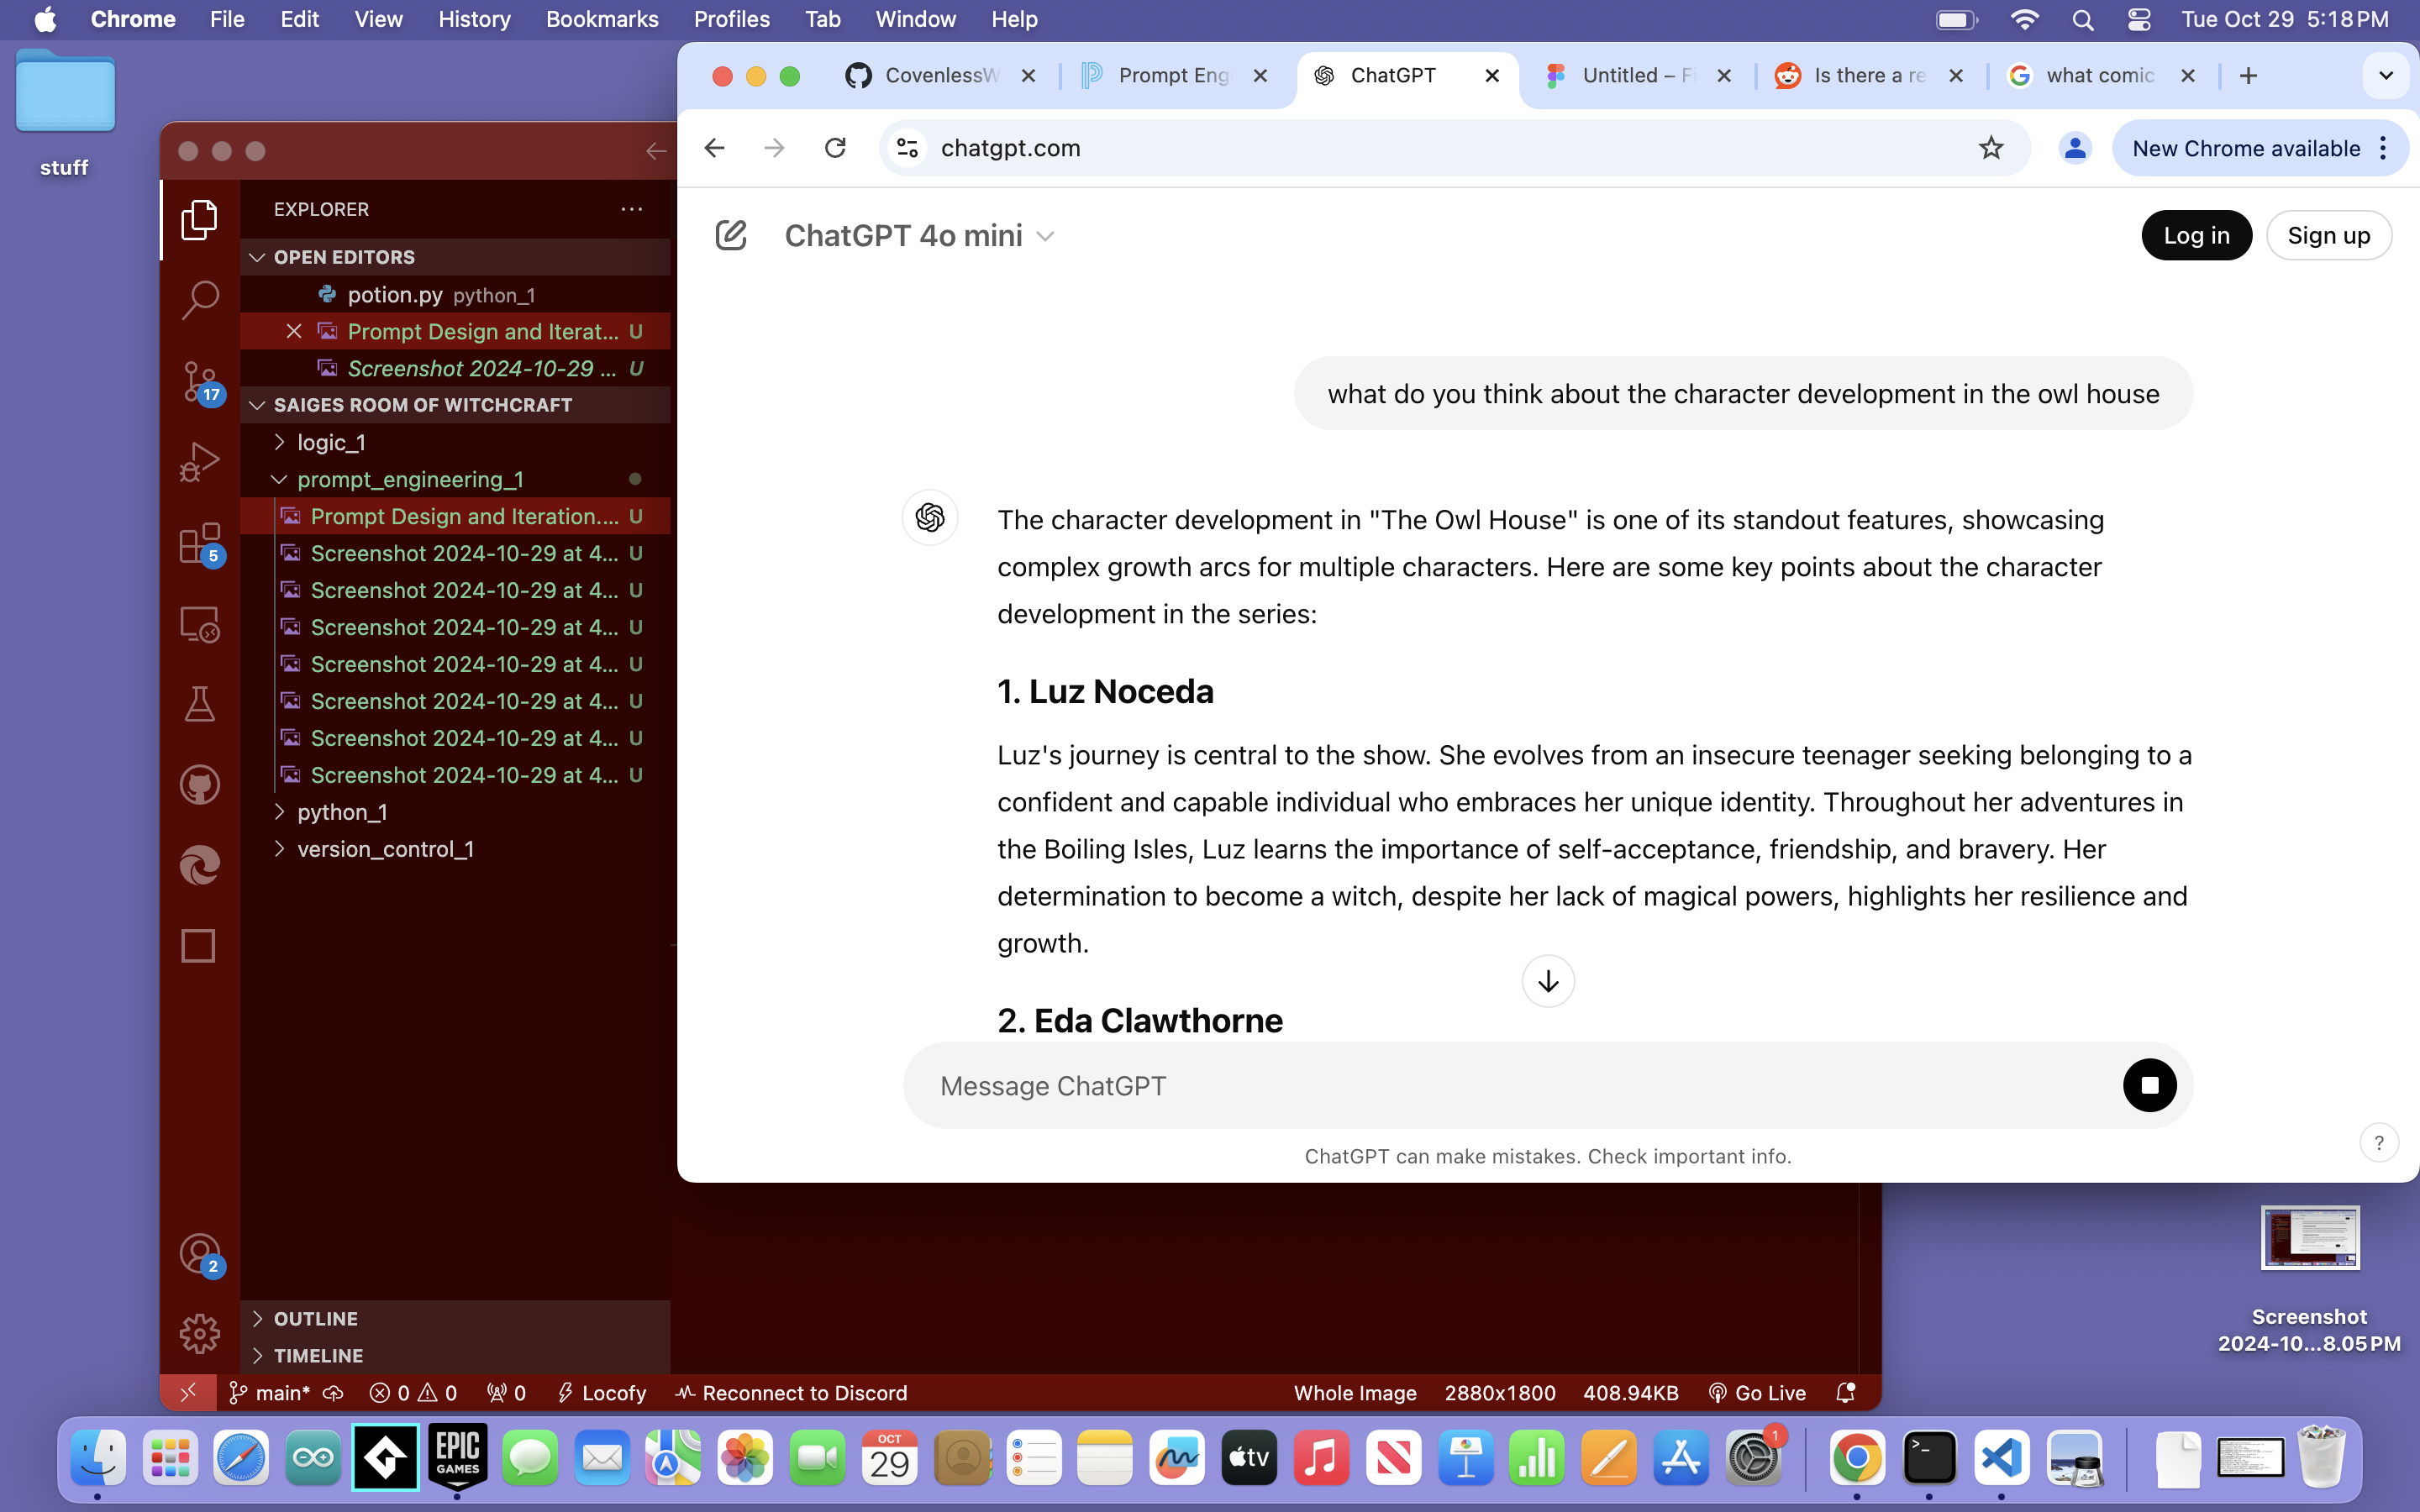 Chrome File Edit View History Bookmarks Profiles Tab Window Help Tue Oct 29 5:18 PM
stuff
CovenlessW Prompt Eng ChatGPT Untitled – Fi Is there a re what comic
chatgpt.com New Chrome available
ChatGPT 4o mini Log in Sign up
what do you think about the character development in the owl house
The character development in "The Owl House" is one of its standout features, showcasing
complex growth arcs for multiple characters. Here are some key points about the character
development in the series:
1. Luz Noceda
Luz's journey is central to the show. She evolves from an insecure teenager seeking belonging to a
confident and capable individual who embraces her unique identity. Throughout her adventures in
the Boiling Isles, Luz learns the importance of self-acceptance, friendship, and bravery. Her
determination to become a witch, despite her lack of magical powers, highlights her resilience and
growth.
2. Eda Clawthorne
Message ChatGPT
ChatGPT can make mistakes. Check important info.
?
EXPLORER ...
OPEN EDITORS
potion.py python_1
Prompt Design and Iterat... U
Screenshot 2024-10-29 ... U
SAIGES ROOM OF WITCHCRAFT
logic_1
prompt_engineering_1
Prompt Design and Iteration.... U
Screenshot 2024-10-29 at 4... U
Screenshot 2024-10-29 at 4... U
Screenshot 2024-10-29 at 4... U
Screenshot 2024-10-29 at 4... U
Screenshot 2024-10-29 at 4... U
Screenshot 2024-10-29 at 4... U
Screenshot 2024-10-29 at 4... U
python_1
version_control_1
17
5
2
OUTLINE
TIMELINE
main* 0 0 0 Locofy Reconnect to Discord Whole Image 2880x1800 408.94KB Go Live
Screenshot
2024-10...8.05 PM
EPIC
GAMES
OCT
29
tv
1